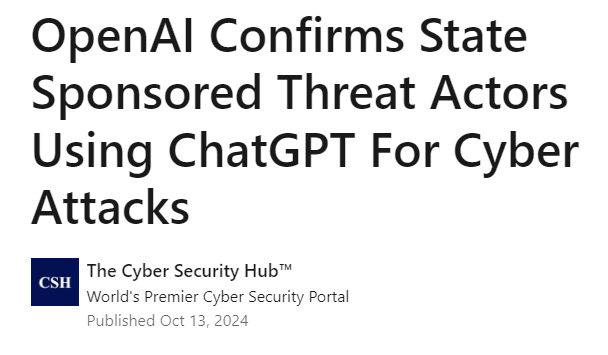 OpenAI Confirms State
Sponsored Threat Actors
Using ChatGPT For Cyber
Attacks
CSH
The Cyber Security Hub™
World's Premier Cyber Security Portal
Published Oct 13, 2024